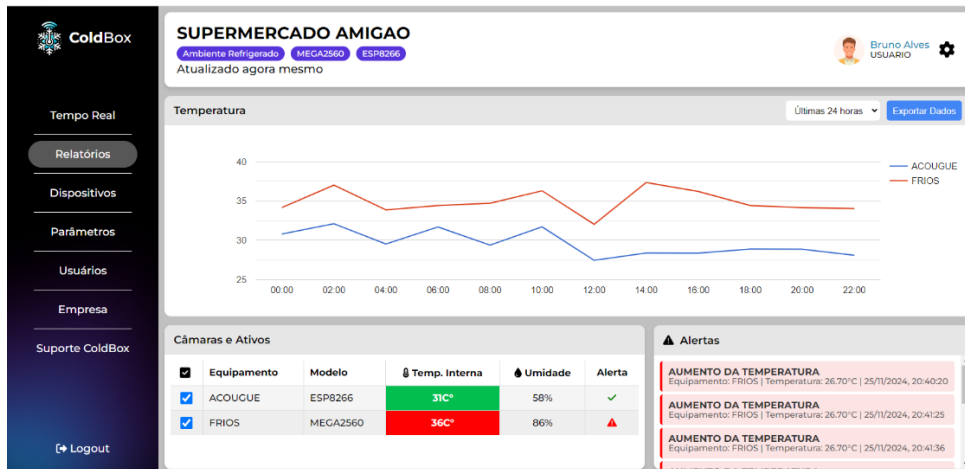 ColdBox
Tempo Real
Relatórios
Dispositivos
Parâmetros
Usuários
Empresa
Suporte ColdBox
Logout
SUPERMERCADO AMIGAO
Ambiente Refrigerado MEGA2560 ESP8266
Atualizado agora mesmo
Bruno Alves
USUARIO
Temperatura
Últimas 24 horas
Exportar Dados
40
35
30
25
00:00 02:00 04:00 06:00 08:00 10:00 12:00 14:00 16:00 18:00 20:00 22:00
ACOUGUE
FRIOS
Câmaras e Ativos
Equipamento Modelo Temp. Interna Umidade Alerta
ACOUGUE ESP8266 31C° 58%
FRIOS MEGA2560 36C° 86%
Alertas
AUMENTO DA TEMPERATURA
Equipamento: FRIOS | Temperatura: 26.70°C | 25/11/2024, 20:40:20
AUMENTO DA TEMPERATURA
Equipamento: FRIOS | Temperatura: 26.70°C | 25/11/2024, 20:41:25
AUMENTO DA TEMPERATURA
Equipamento: FRIOS | Temperatura: 26.70°C | 25/11/2024, 20:41:36